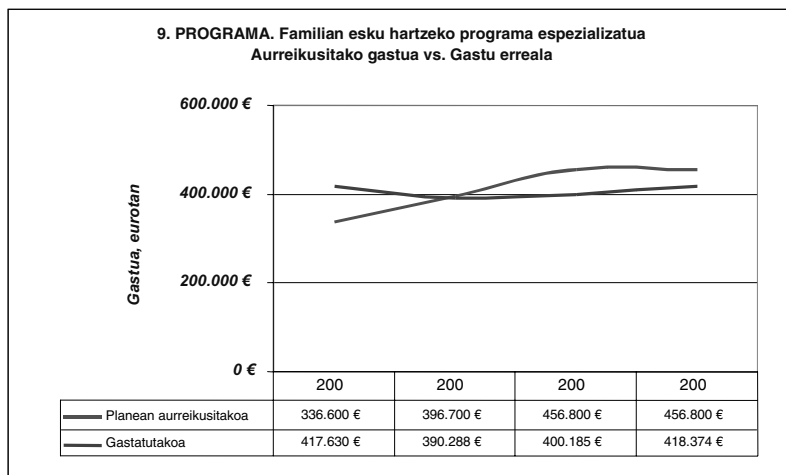 9. PROGRAMA. Familian esku hartzeko programa espezializatua
Aurreikusitako gastua vs. Gastu erreala
600.000 €
400.000 €
200.000 €
0 €
Gastua, eurotan
200 200 200 200
Planean aurreikusitakoa 336.600 € 396.700 € 456.800 € 456.800 €
Gastatutakoa 417.630 € 390.288 € 400.185 € 418.374 €